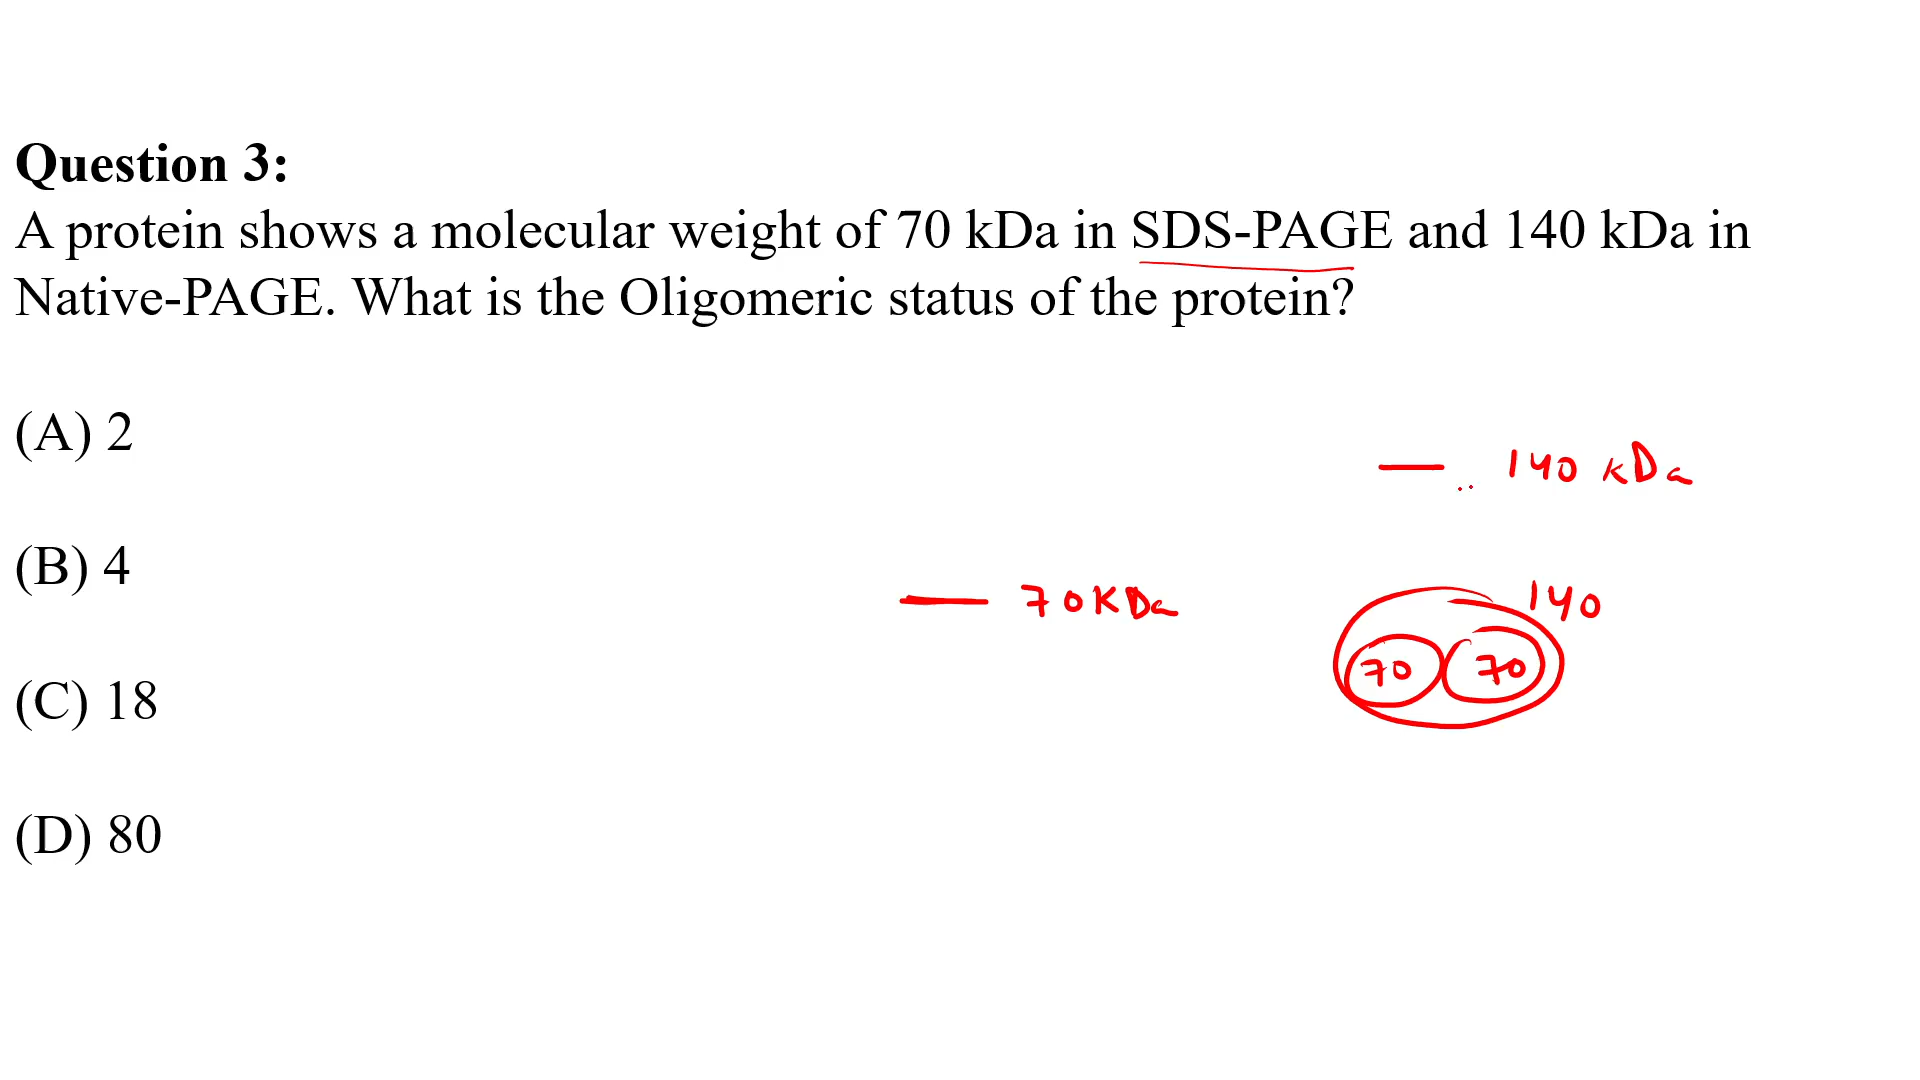 Question 3:
A protein shows a molecular weight of 70 kDa in SDS-PAGE and 140 kDa in
Native-PAGE. What is the Oligomeric status of the protein?
(A) 2
140 kDa
(B) 4
70KDa
140
70 70
(C) 18
(D) 80